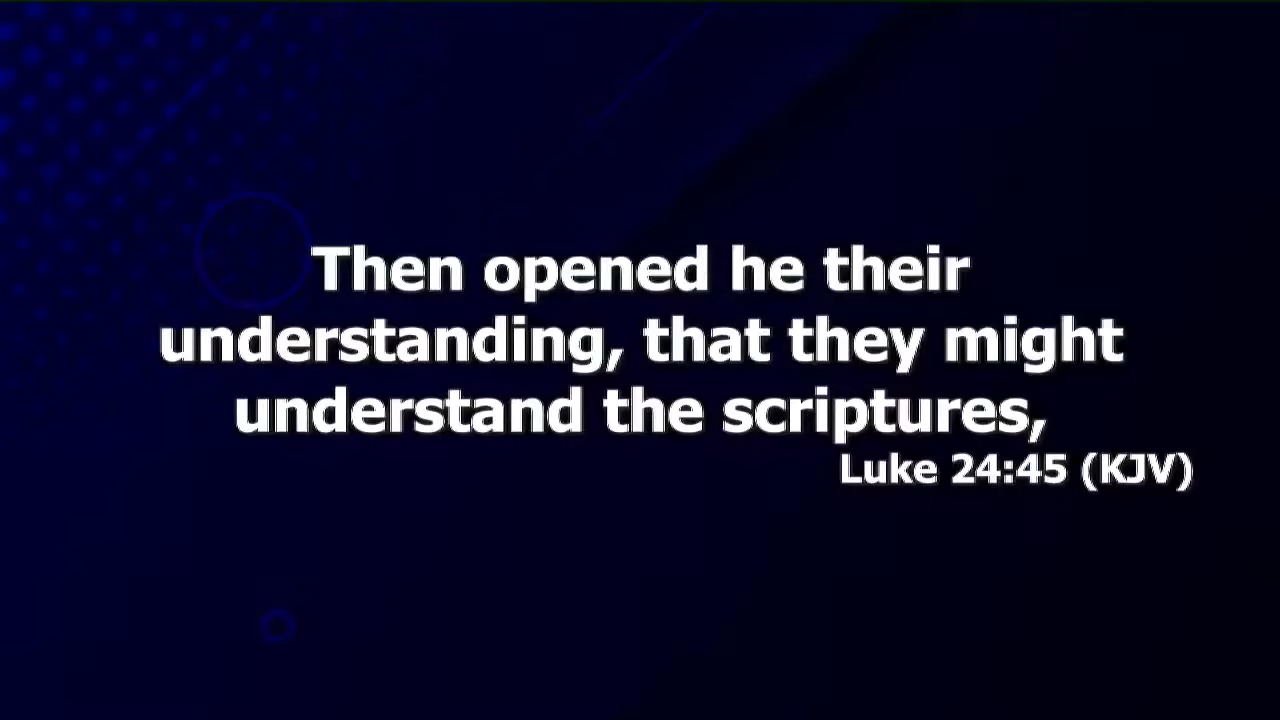 Then opened he their
understanding, that they might
understand the scriptures,
Luke 24:45 (KJV)